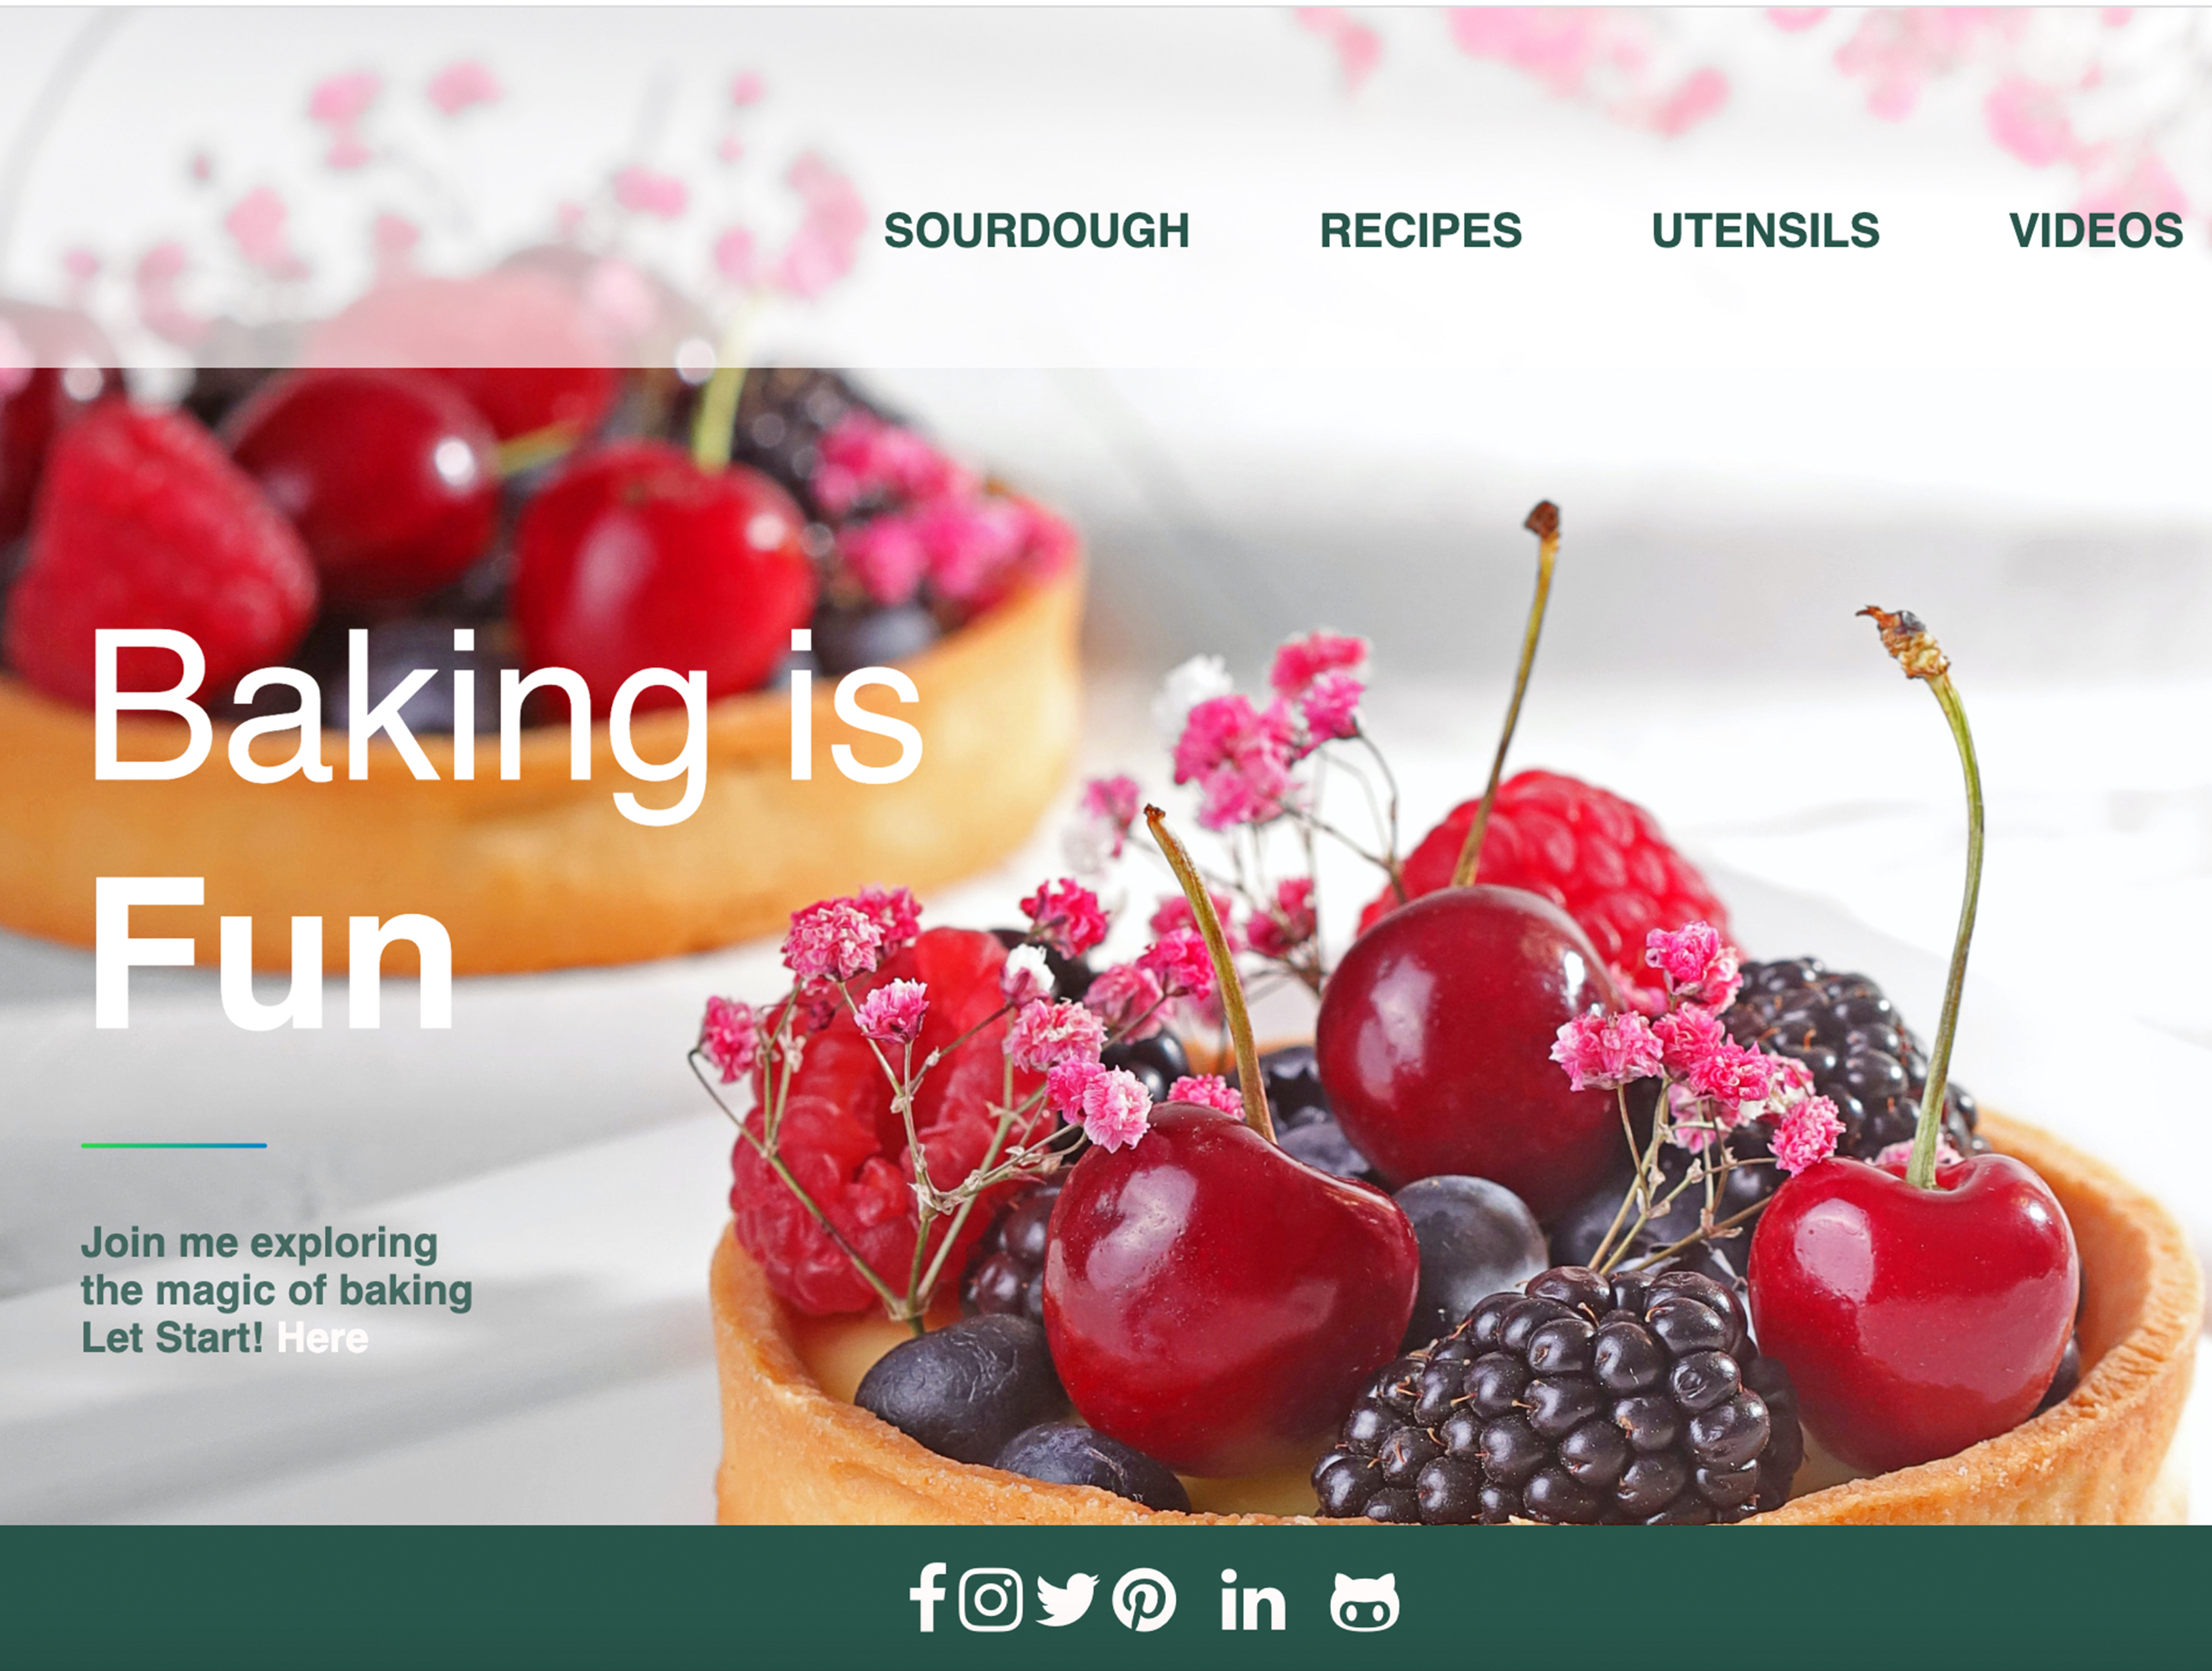 SOURDOUGH RECIPES UTENSILS VIDEOS
Baking is
Fun
Join me exploring
the magic of baking
Let Start! Here